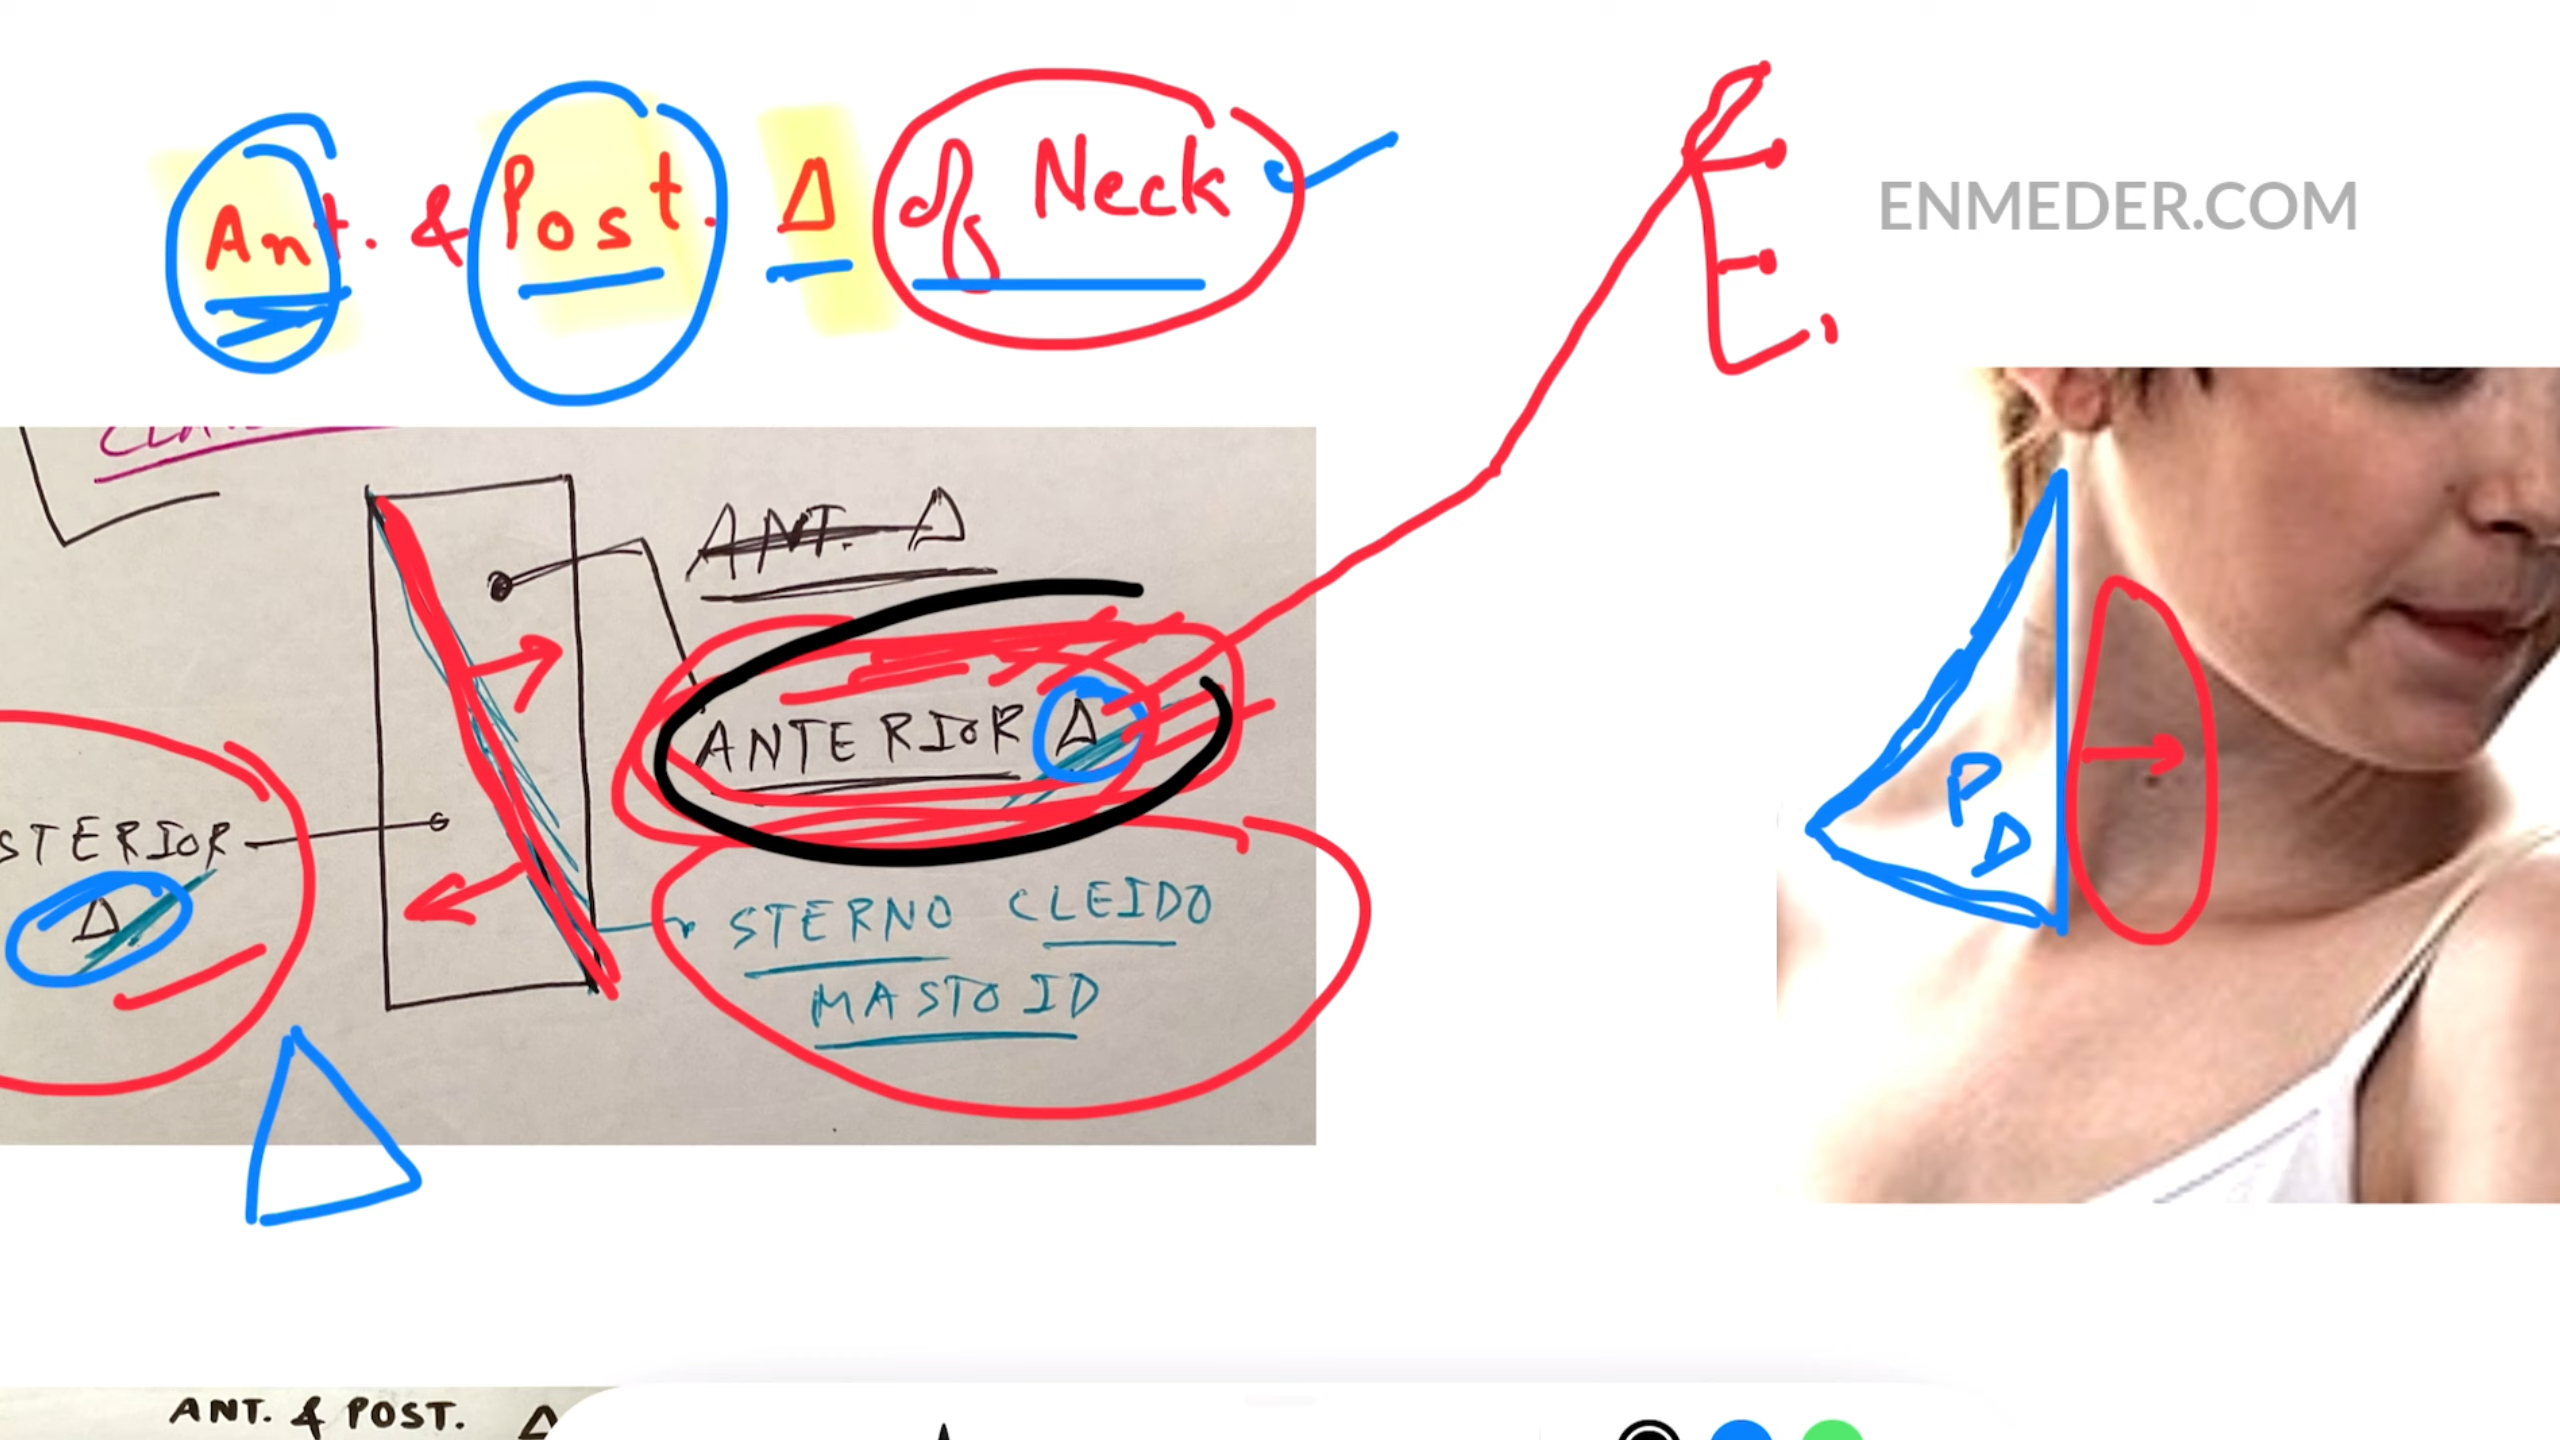 Ant. & Post. Δ of Neck
ENMEDER.COM
ANT. Δ
ANTERIOR Δ
STERIOR
Δ
STERNO CLEIDO
MASTOID
P
Δ
ANT. & POST. Δ